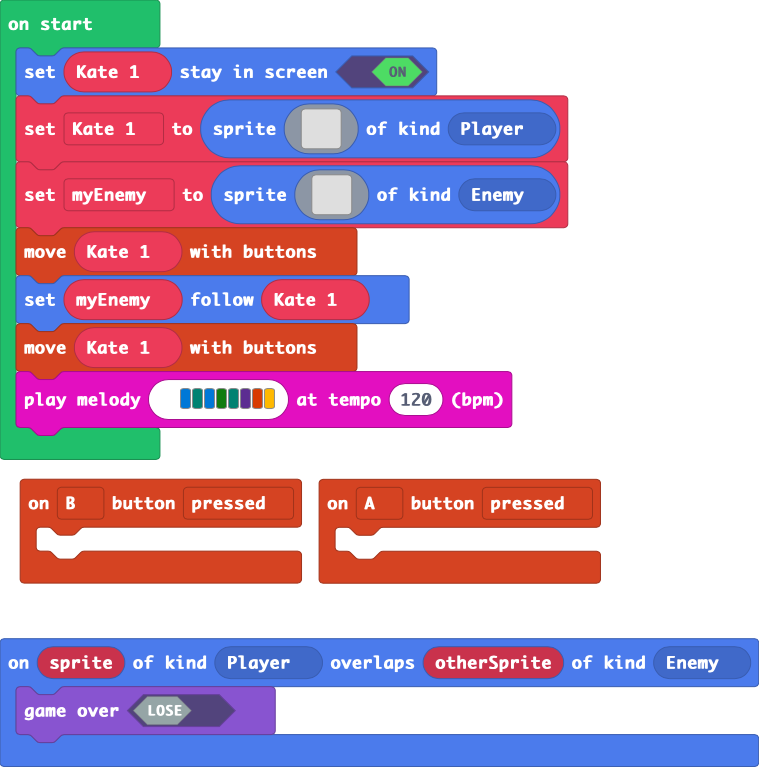 on start
set Kate 1 stay in screen ON
set Kate 1 to sprite of kind Player
set myEnemy to sprite of kind Enemy
move Kate 1 with buttons
set myEnemy follow Kate 1
move Kate 1 with buttons
play melody at tempo 120 (bpm)
on B button pressed
on A button pressed
on sprite of kind Player overlaps otherSprite of kind Enemy
game over LOSE